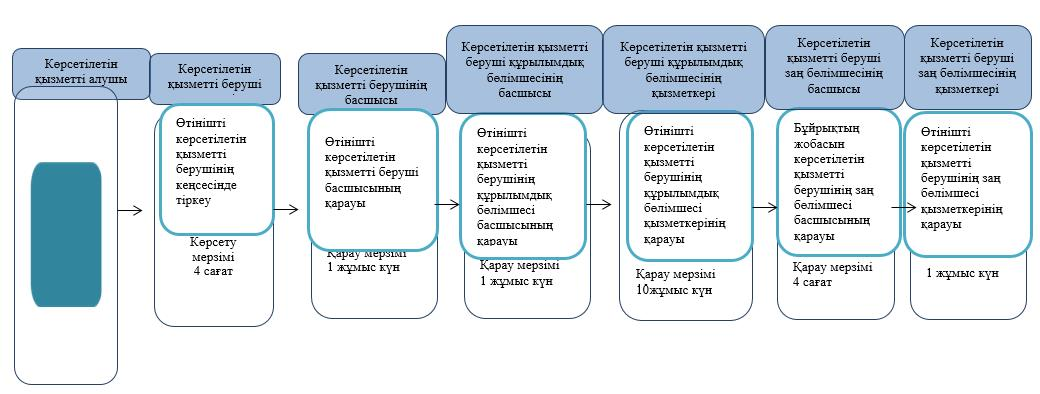 Көрсетілетін
қызметті алушы
Көрсетілетін
қызметті беруші
Көрсетілетін
қызметті берушінің
басшысы
Көрсетілетін қызметті
беруші құрылымдық
бөлімшесінің
басшысы
Көрсетілетін қызметті
беруші құрылымдық
бөлімшесінің
қызметкері
Көрсетілетін
қызметті беруші
заң бөлімшесінің
басшысы
Көрсетілетін
қызметті беруші
заң бөлімшесінің
қызметкері
Өтінішті
көрсетілетін
қызметті
берушінің
кеңсесінде
тіркеу
Көрсету
мерзімі
4 сағат
Өтінішті
көрсетілетін
қызметті беруші
басшысының
қарауы
Қарау мерзімі
1 жұмыс күн
Өтінішті
көрсетілетін
қызметті
берушінің
құрылымдық
бөлімшесі
басшысының
қарауы
Қарау мерзімі
1 жұмыс күн
Өтінішті
көрсетілетін
қызметті
берушінің
құрылымдық
бөлімшесі
қызметкерінің
қарауы
Қарау мерзімі
10жұмыс күн
Бұйрықтың
жобасын
көрсетілетін
қызметті
берушінің заң
бөлімшесі
басшысының
қарауы
Қарау мерзімі
4 сағат
Өтінішті
көрсетілетін
қызметті
берушінің заң
бөлімшесі
қызметкерінің
қарауы
1 жұмыс күн